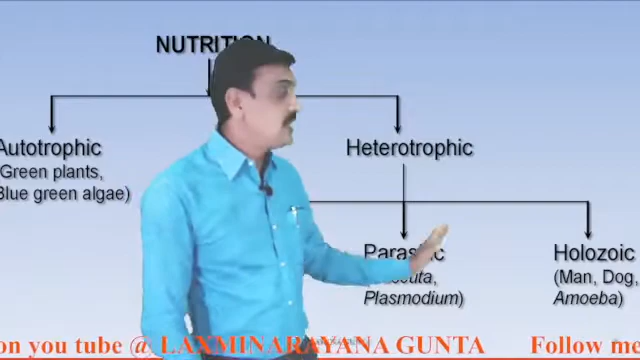 NUTRITION
Autotrophic
(Green plants,
Blue green algae)
Heterotrophic
Parasitic
Plasmodium)
Holozoic
(Man, Dog,
Amoeba)
on you tube @ LAXMINARAYANA GUNTA Follow me